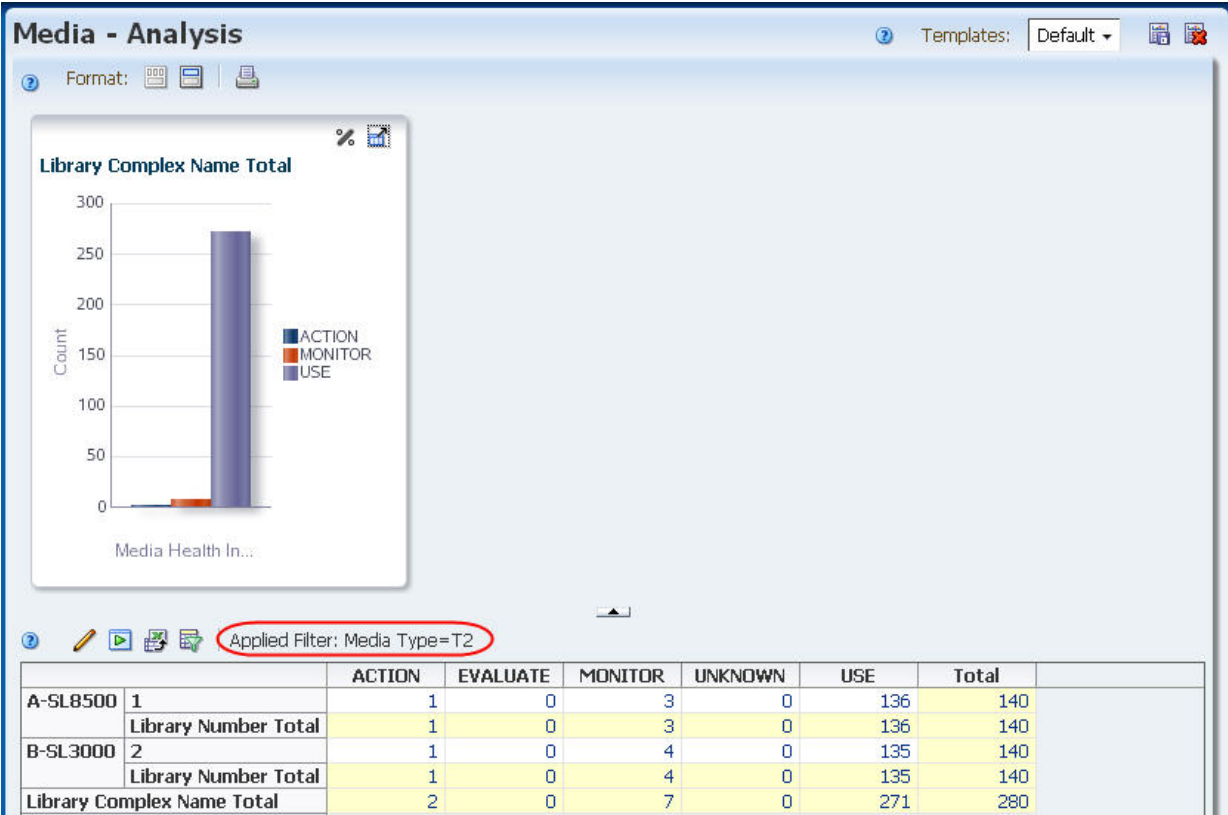 Media - Analysis
Templates: Default
Format:
Library Complex Name Total
300
250
200
150
100
50
0
Count
ACTION
MONITOR
USE
Media Health In...
Applied Filter: Media Type=T2
ACTION EVALUATE MONITOR UNKNOWN USE Total
A-SL8500 1 1 0 3 0 136 140
Library Number Total 1 0 3 0 136 140
B-SL3000 2 1 0 4 0 135 140
Library Number Total 1 0 4 0 135 140
Library Complex Name Total 2 0 7 0 271 280